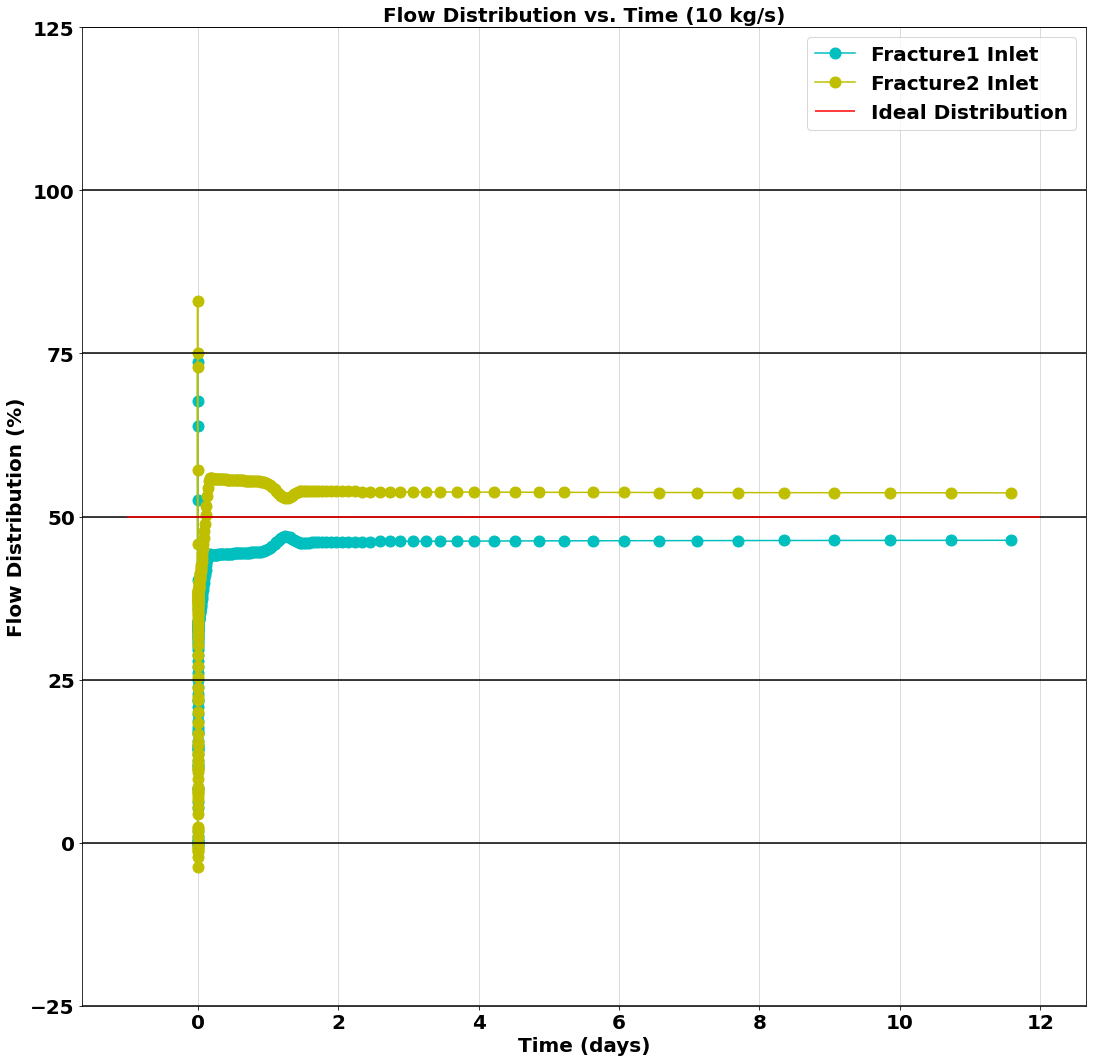 Flow Distribution vs. Time (10 kg/s)
Fracture1 Inlet
Fracture2 Inlet
Ideal Distribution
Flow Distribution (%)
125
100
75
50
25
0
−25
0 2 4 6 8 10 12
Time (days)